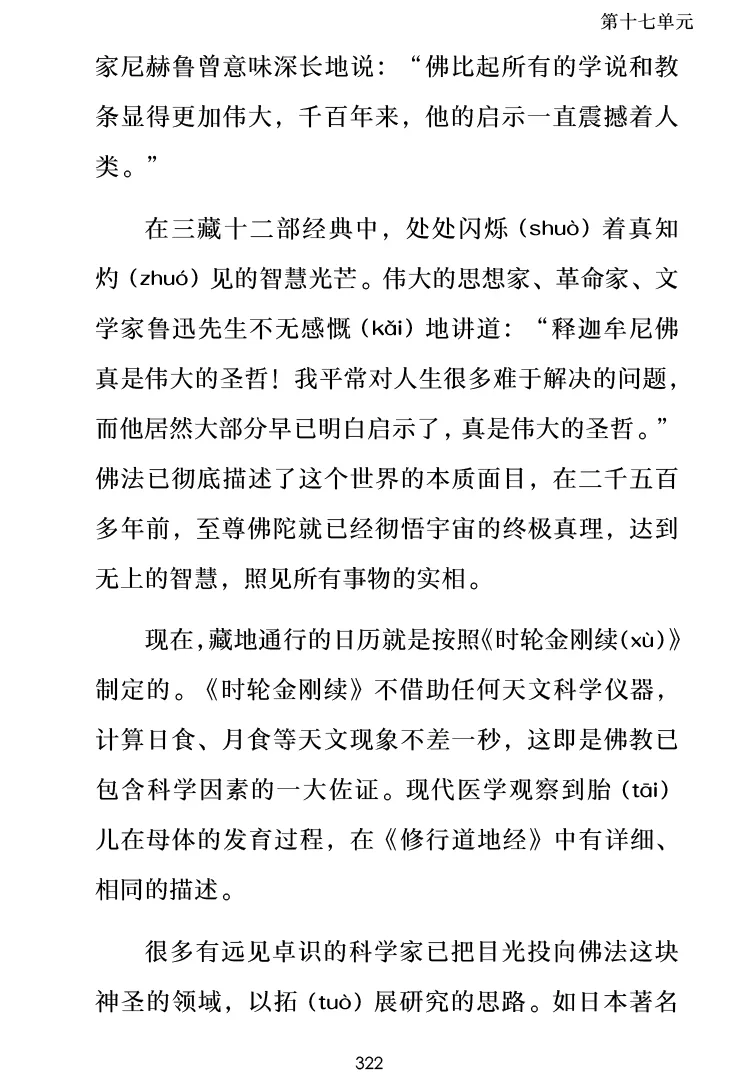 第十七单元
家尼赫鲁曾意味深长地说：“佛比起所有的学说和教
条显得更加伟大，千百年来，他的启示一直震撼着人
类。”
在三藏十二部经典中，处处闪烁（shuò）着真知
灼（zhuó）见的智慧光芒。伟大的思想家、革命家、文
学家鲁迅先生不无感慨（kǎi）地讲道：“释迦牟尼佛
真是伟大的圣哲！我平常对人生很多难于解决的问题，
而他居然大部分早已明白启示了，真是伟大的圣哲。”
佛法已彻底描述了这个世界的本质面目，在二千五百
多年前，至尊佛陀就已经彻悟宇宙的终极真理，达到
无上的智慧，照见所有事物的实相。
现在，藏地通行的日历就是按照《时轮金刚续（xù）》
制定的。《时轮金刚续》不借助任何天文科学仪器，
计算日食、月食等天文现象不差一秒，这即是佛教已
包含科学因素的一大佐证。现代医学观察到胎（tāi）
儿在母体的发育过程，在《修行道地经》中有详细、
相同的描述。
很多有远见卓识的科学家已把目光投向佛法这块
神圣的领域，以拓（tuò）展研究的思路。如日本著名
322